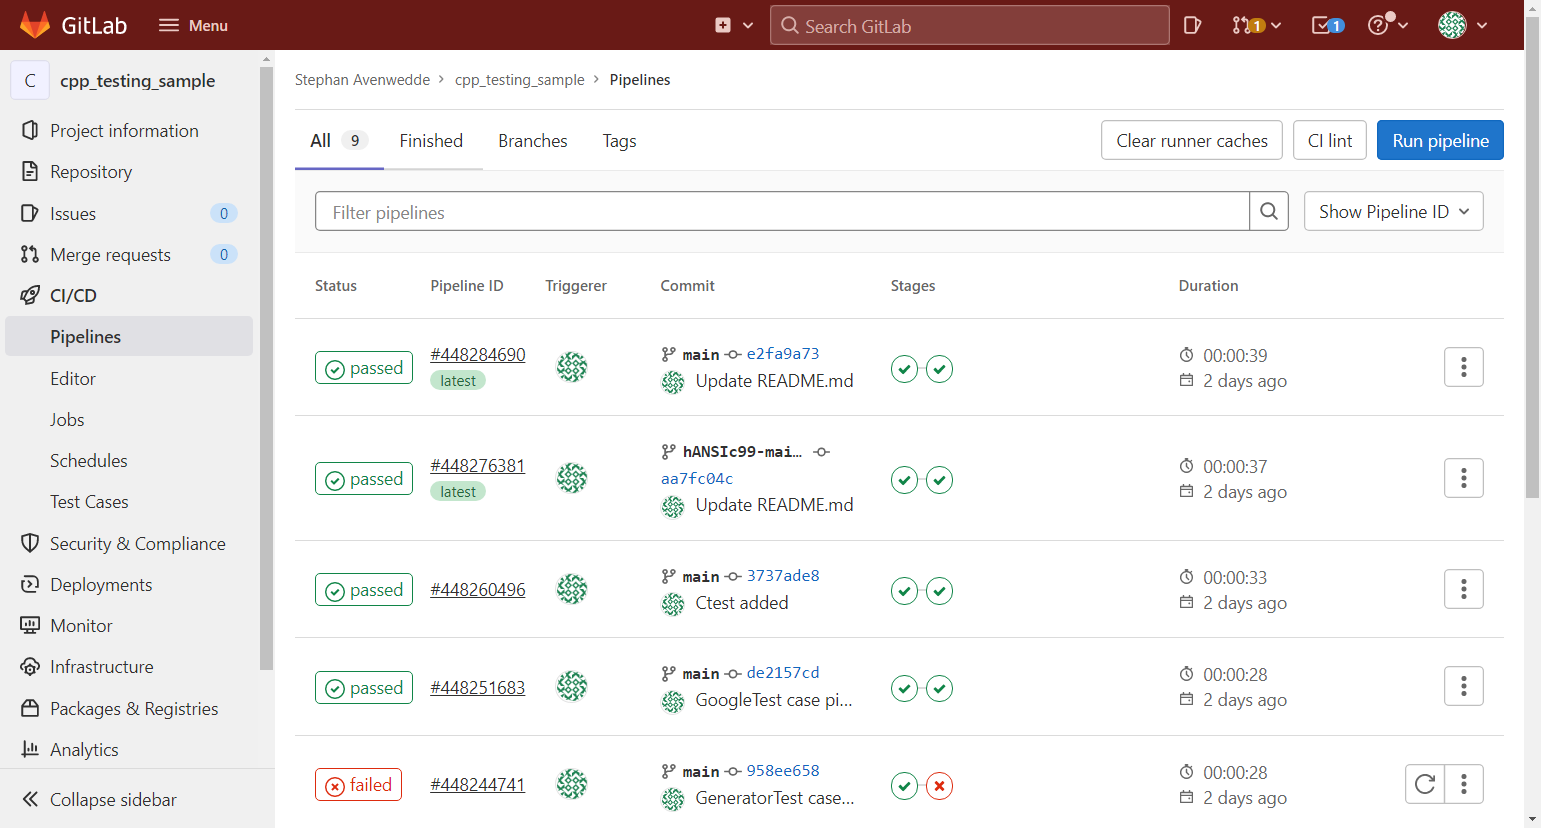 GitLab Menu Search GitLab 1 1
C cpp_testing_sample
Project information
Repository
Issues 0
Merge requests 0
CI/CD
Pipelines
Editor
Jobs
Schedules
Test Cases
Security & Compliance
Deployments
Monitor
Infrastructure
Packages & Registries
Analytics
Collapse sidebar
Stephan Avenwedde > cpp_testing_sample > Pipelines
All 9 Finished Branches Tags Clear runner caches CI lint Run pipeline
Filter pipelines Show Pipeline ID
Status Pipeline ID Triggerer Commit Stages Duration
passed #448284690 latest main e2fa9a73 00:00:39
Update README.md 2 days ago
passed #448276381 latest hANSIc99-mai… aa7fc04c 00:00:37
Update README.md 2 days ago
passed #448260496 main 3737ade8 00:00:33
Ctest added 2 days ago
passed #448251683 main de2157cd 00:00:28
GoogleTest case pi… 2 days ago
failed #448244741 main 958ee658 00:00:28
GeneratorTest case… 2 days ago